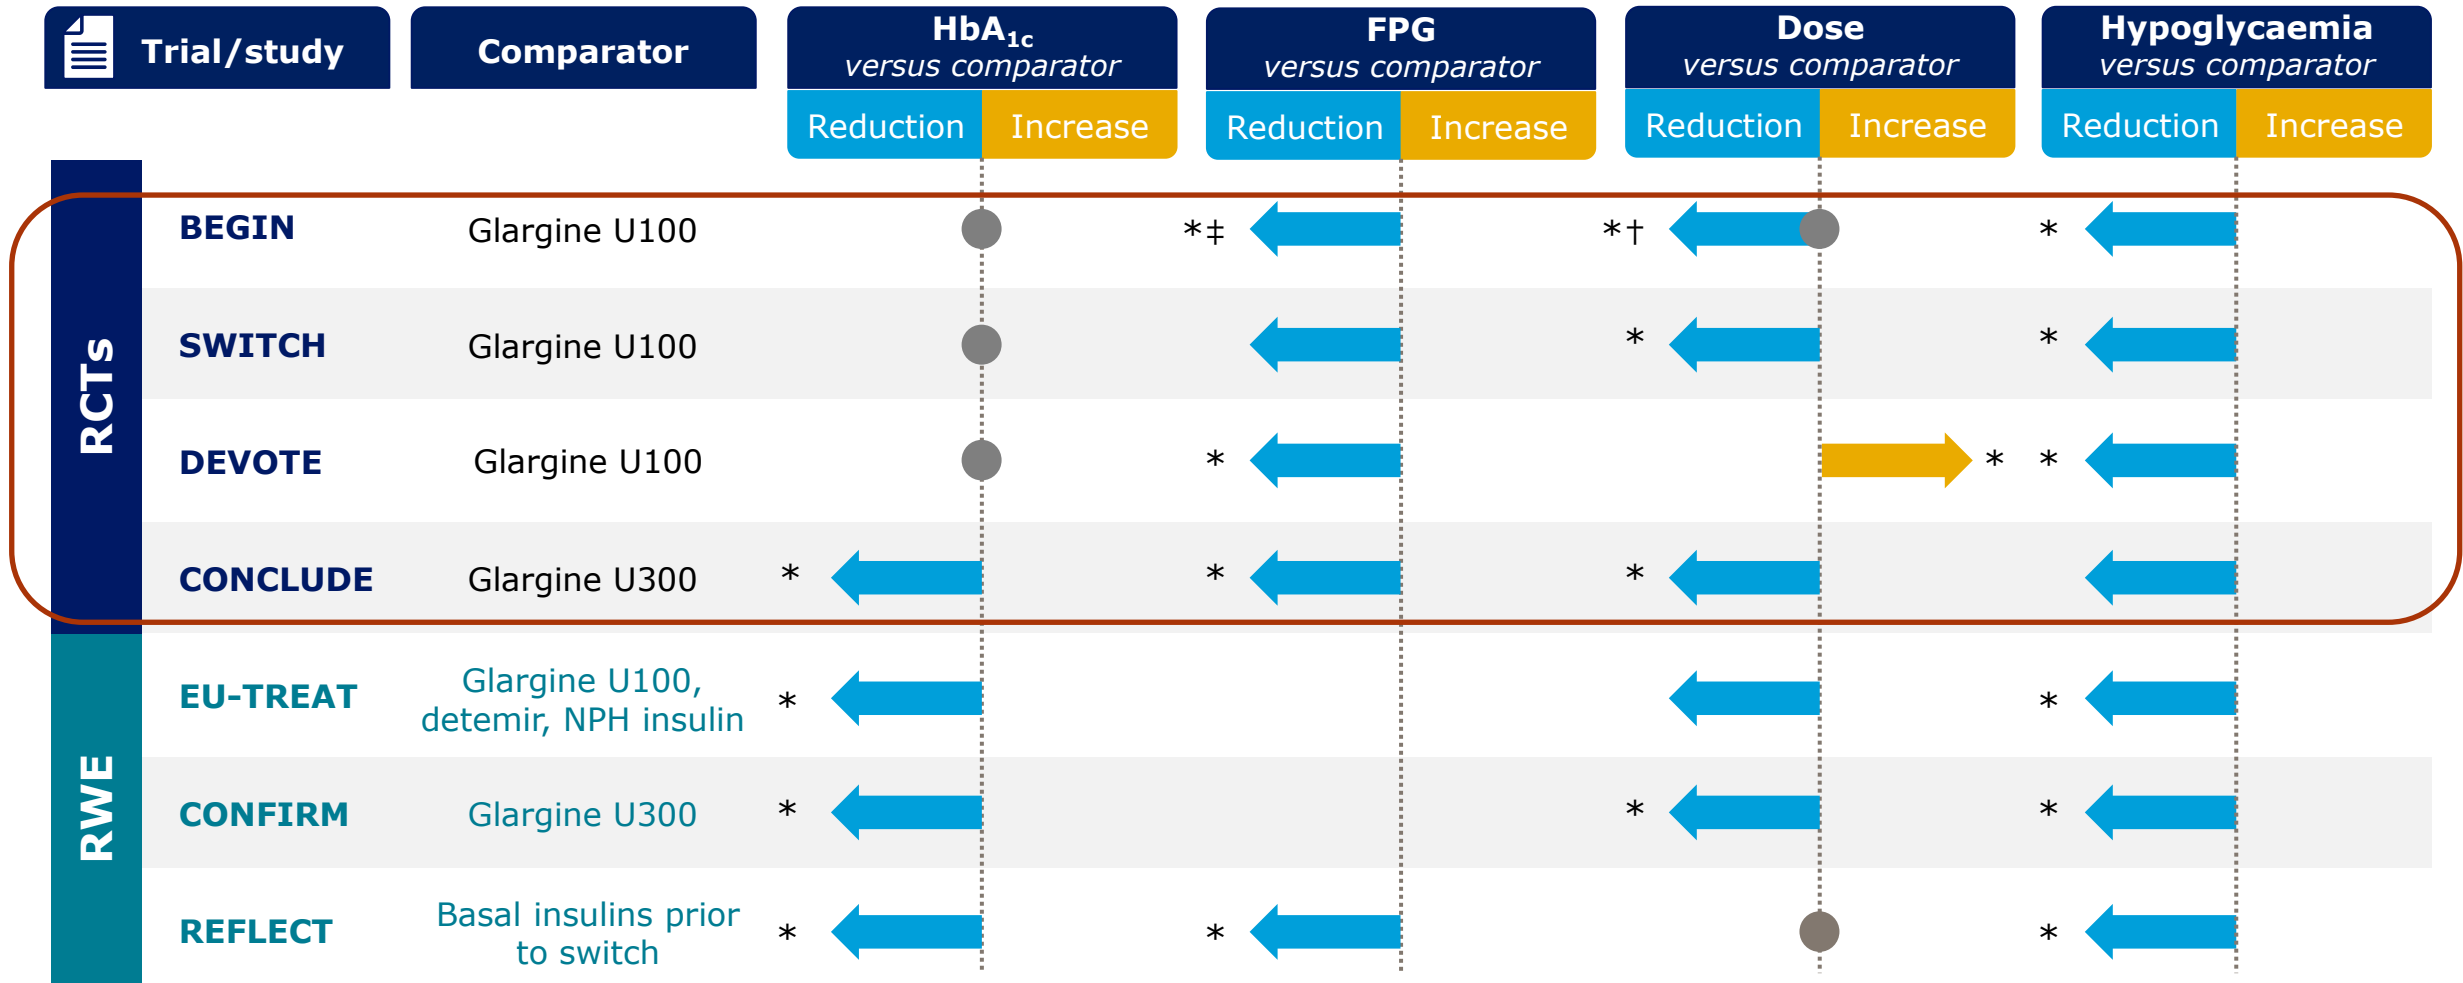 Trial/study
Comparator
HbA1c
versus comparator
FPG
versus comparator
Dose
versus comparator
Hypoglycaemia
versus comparator
Reduction Increase
Reduction Increase
Reduction Increase
Reduction Increase
RCTs
BEGIN Glargine U100 *‡ *† *
SWITCH Glargine U100 * *
DEVOTE Glargine U100 * * *
CONCLUDE Glargine U300 * * *
RWE
EU-TREAT
Glargine U100,
detemir, NPH insulin
* *
CONFIRM Glargine U300 * * *
REFLECT
Basal insulins prior
to switch
* * *